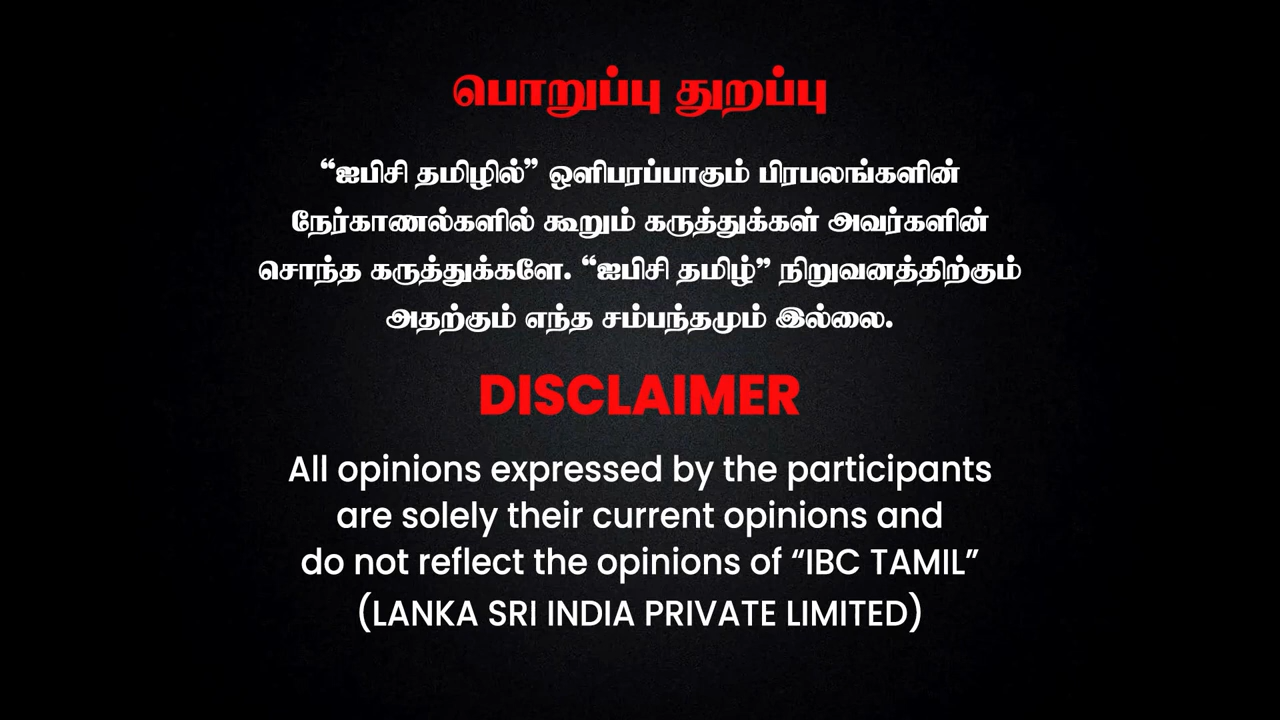 பொறுப்பு துறப்பு
“ஐபிசி தமிழில்” ஒளிபரப்பாகும் பிரபலங்களின்
நேர்காணல்களில் கூறும் கருத்துக்கள் அவர்களின்
சொந்த கருத்துக்களே. “ஐபிசி தமிழ்” நிறுவனத்திற்கும்
அதற்கும் எந்த சம்பந்தமும் இல்லை.
DISCLAIMER
All opinions expressed by the participants
are solely their current opinions and
do not reflect the opinions of “IBC TAMIL”
(LANKA SRI INDIA PRIVATE LIMITED)